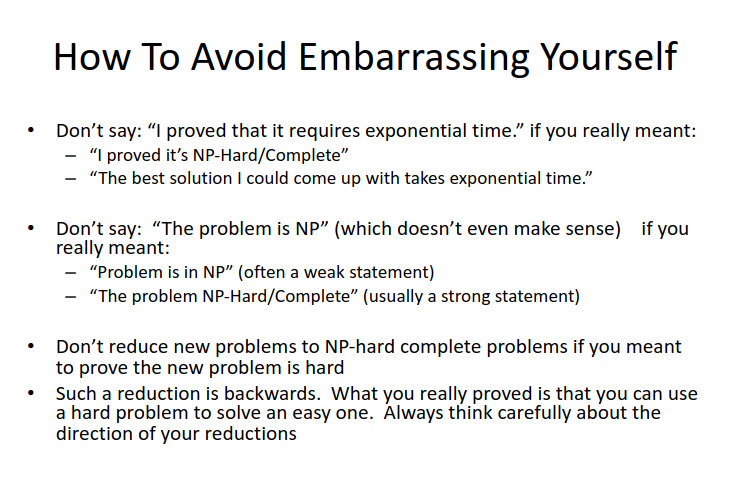 How To Avoid Embarrassing Yourself
• Don’t say: “I proved that it requires exponential time.” if you really meant:
– “I proved it’s NP-Hard/Complete”
– “The best solution I could come up with takes exponential time.”
• Don’t say:  “The problem is NP” (which doesn’t even make sense)    if you
really meant:
– “Problem is in NP” (often a weak statement)
– “The problem NP-Hard/Complete” (usually a strong statement)
• Don’t reduce new problems to NP-hard complete problems if you meant
to prove the new problem is hard
• Such a reduction is backwards.  What you really proved is that you can use
a hard problem to solve an easy one.  Always think carefully about the
direction of your reductions